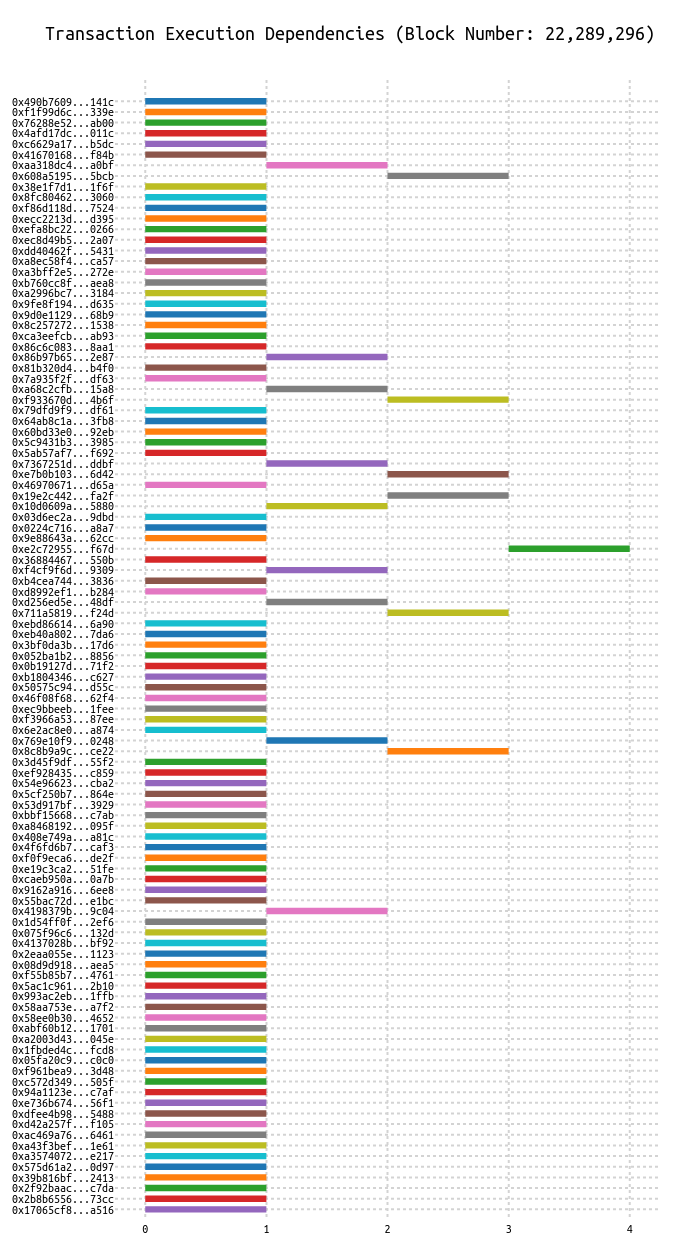 Transaction Execution Dependencies (Block Number: 22,289,296)
0x490b7609...141c
0xf1f99d6c...339e
0x76288e52...ab00
0x4afd17dc...011c
0xc6629a17...b5dc
0x41670168...f84b
0xaa318dc4...a0bf
0x608a5195...5bcb
0x38e1f7d1...1f6f
0x8fc80462...3060
0xf86d118d...7524
0xecc2213d...d395
0xefa8bc22...0266
0xec8d49b5...2a07
0xdd40462f...5431
0xa8ec58f4...ca57
0xa3bff2e5...272e
0xb760cc8f...aea8
0xa2996bc7...3184
0x9fe8f194...d635
0x9d0e1129...68b9
0x8c257272...1538
0xca3eefcb...ab93
0x86c6c083...8aa1
0x86b97b65...2e87
0x81b320d4...b4f0
0x7a935f2f...df63
0xa68c2cfb...15a8
0xf933670d...4b6f
0x79dfd9f9...df61
0x64ab8c1a...3fb8
0x60bd33e0...92eb
0x5c9431b3...3985
0x5ab57af7...f692
0x7367251d...ddbf
0xe7b0b103...6d42
0x46970671...d65a
0x19e2c442...fa2f
0x10d0609a...5880
0x03d6ec2a...9dbd
0x0224c716...a8a7
0x9e88643a...62cc
0xe2c72955...f67d
0x36884467...550b
0xf4cf9f6d...9309
0xb4cea744...3836
0xd8992ef1...b284
0xd256ed5e...48df
0x711a5819...f24d
0xebd86614...6a90
0xeb40a802...7da6
0x3bf0da3b...17d6
0x052ba1b2...8856
0x0b19127d...71f2
0xb1804346...c627
0x50575c94...d55c
0x46f08f68...62f4
0xec9bbeeb...1fee
0xf3966a53...87ee
0x6e2ac8e0...a874
0x769e10f9...0248
0x8c8b9a9c...ce22
0x3d45f9df...55f2
0xef928435...c859
0x54e96623...cba2
0x5cf250b7...864e
0x53d917bf...3929
0xbbf15668...c7ab
0xa8468192...095f
0x408e749a...a81c
0x4f6fd6b7...caf3
0xf0f9eca6...de2f
0xe19c3ca2...51fe
0xcaeb950a...0a7b
0x9162a916...6ee8
0x55bac72d...e1bc
0x4198379b...9c04
0x1d54ff0f...2ef6
0x075f96c6...132d
0x4137028b...bf92
0x2eaa055e...1123
0x08d9d918...aea5
0xf55b85b7...4761
0x5ac1c961...2b10
0x993ac2eb...1ffb
0x58aa753e...a7f2
0x58ee0b30...4652
0xabf60b12...1701
0xa2003d43...045e
0x1fbded4c...fcd8
0x05fa20c9...c0c0
0xf961bea9...3d48
0xc572d349...505f
0x94a1123e...c7af
0xe736b674...56f1
0xdfee4b98...5488
0xd42a257f...f105
0xac469a76...6461
0xa43f3bef...1e61
0xa3574072...e217
0x575d61a2...0d97
0x39b816bf...2413
0x2f92baac...c7da
0x2b8b6556...73cc
0x17065cf8...a516
0 1 2 3 4